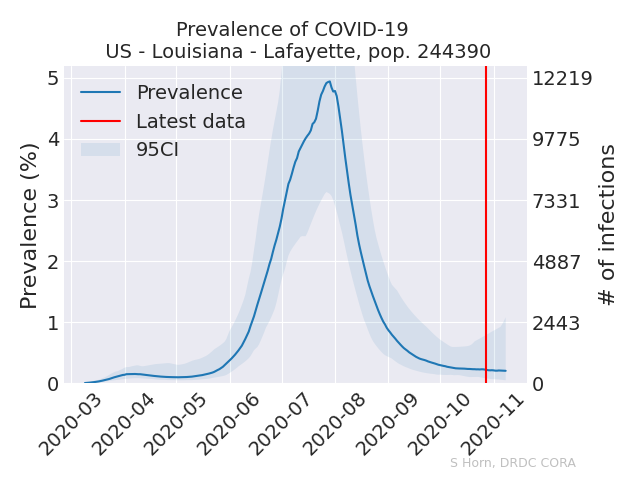 Prevalence of COVID-19
US - Louisiana - Lafayette, pop. 244390
Prevalence
Latest data
95CI
Prevalence (%)
5
4
3
2
1
0
12219
9775
7331
4887
2443
0
# of infections
2020-03
2020-04
2020-05
2020-06
2020-07
2020-08
2020-09
2020-10
2020-11
S Horn, DRDC CORA